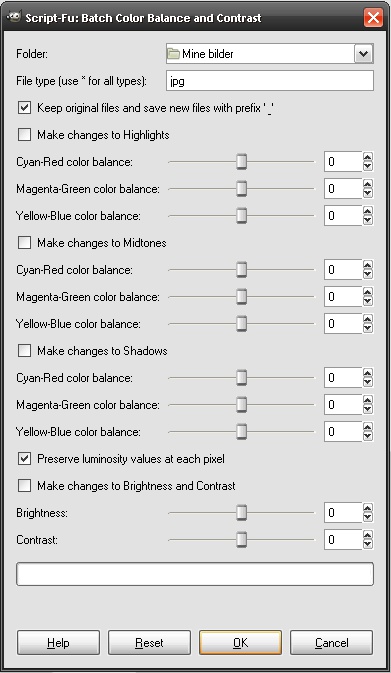 Script-Fu: Batch Color Balance and Contrast
Folder: Mine bilder
File type (use * for all types): jpg
Keep original files and save new files with prefix '_'
Make changes to Highlights
Cyan-Red color balance: 0
Magenta-Green color balance: 0
Yellow-Blue color balance: 0
Make changes to Midtones
Cyan-Red color balance: 0
Magenta-Green color balance: 0
Yellow-Blue color balance: 0
Make changes to Shadows
Cyan-Red color balance: 0
Magenta-Green color balance: 0
Yellow-Blue color balance: 0
Preserve luminosity values at each pixel
Make changes to Brightness and Contrast
Brightness: 0
Contrast: 0
Help Reset OK Cancel